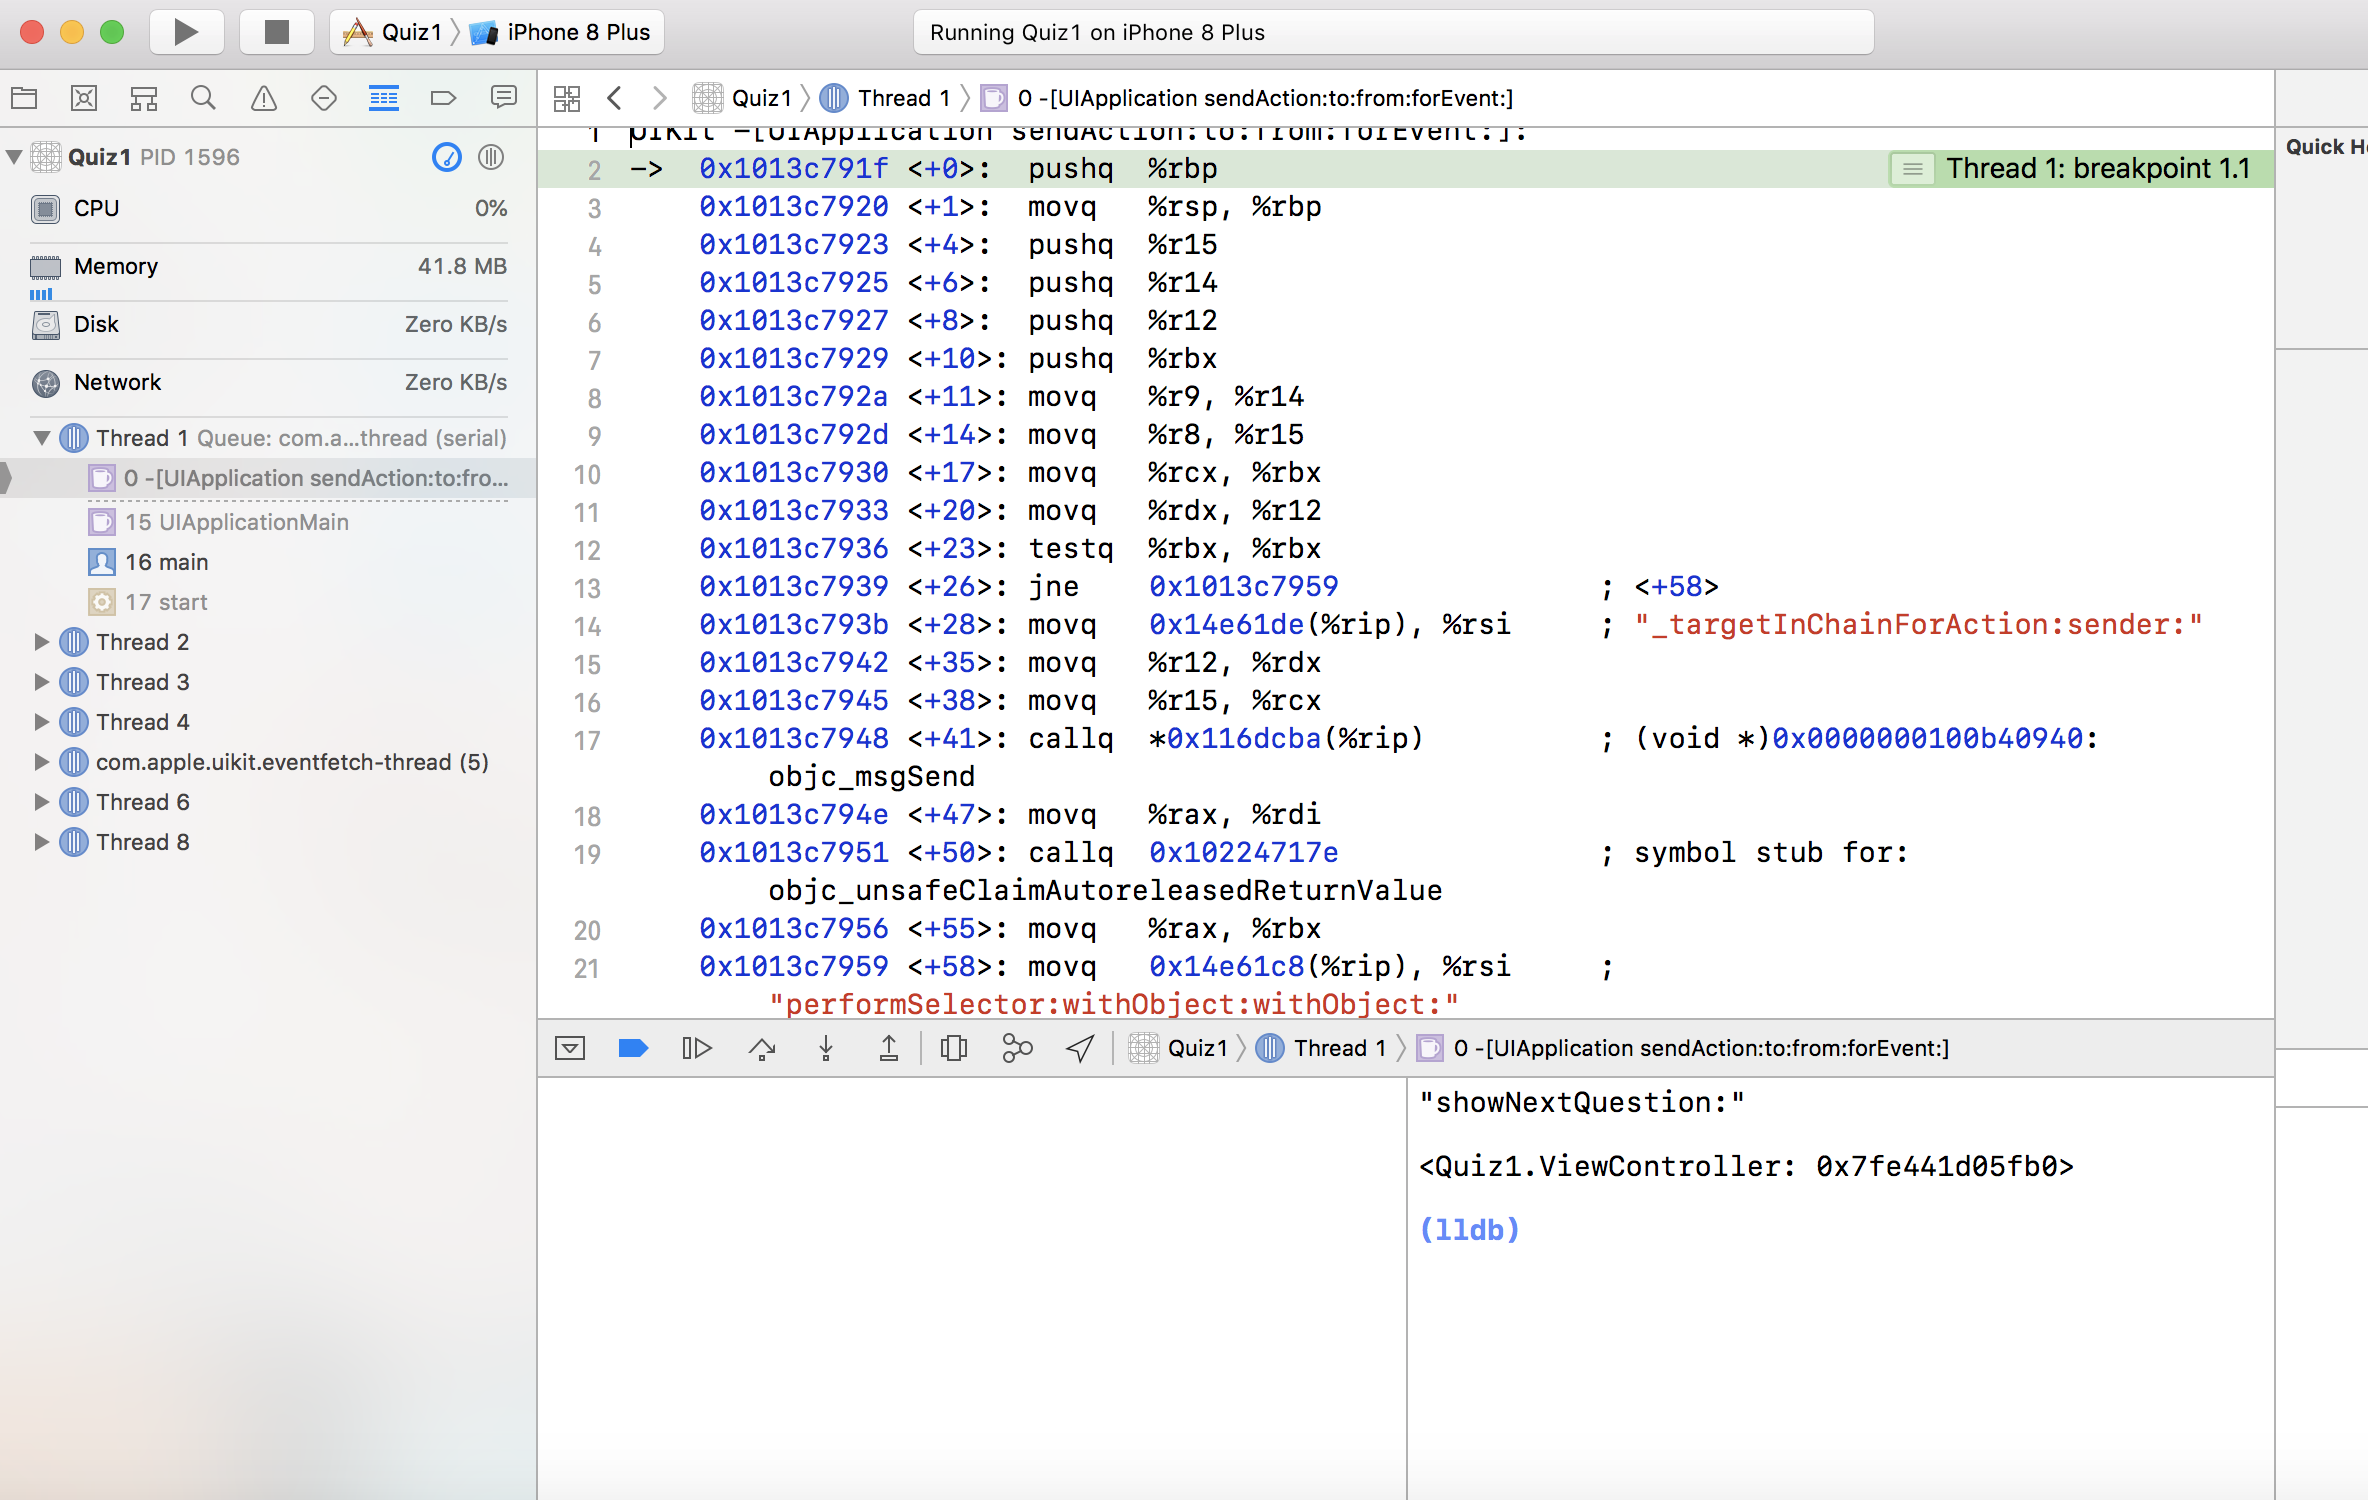 Quiz1 iPhone 8 Plus
Running Quiz1 on iPhone 8 Plus
Quiz1 PID 1596
CPU 0%
Memory 41.8 MB
Disk Zero KB/s
Network Zero KB/s
Thread 1 Queue: com.a...thread (serial)
0 -[UIApplication sendAction:to:fro...
15 UIApplicationMain
16 main
17 start
Thread 2
Thread 3
Thread 4
com.apple.uikit.eventfetch-thread (5)
Thread 6
Thread 8
Quiz1 Thread 1 0 -[UIApplication sendAction:to:from:forEvent:]
1 UIKit -[UIApplication sendAction:to:from:forEvent:]:
2 -> 0x1013c791f <+0>: pushq %rbp Thread 1: breakpoint 1.1
3 0x1013c7920 <+1>: movq %rsp, %rbp
4 0x1013c7923 <+4>: pushq %r15
5 0x1013c7925 <+6>: pushq %r14
6 0x1013c7927 <+8>: pushq %r12
7 0x1013c7929 <+10>: pushq %rbx
8 0x1013c792a <+11>: movq %r9, %r14
9 0x1013c792d <+14>: movq %r8, %r15
10 0x1013c7930 <+17>: movq %rcx, %rbx
11 0x1013c7933 <+20>: movq %rdx, %r12
12 0x1013c7936 <+23>: testq %rbx, %rbx
13 0x1013c7939 <+26>: jne 0x1013c7959 ; <+58>
14 0x1013c793b <+28>: movq 0x14e61de(%rip), %rsi ; "_targetInChainForAction:sender:"
15 0x1013c7942 <+35>: movq %r12, %rdx
16 0x1013c7945 <+38>: movq %r15, %rcx
17 0x1013c7948 <+41>: callq *0x116dcba(%rip) ; (void *)0x0000000100b40940:
objc_msgSend
18 0x1013c794e <+47>: movq %rax, %rdi
19 0x1013c7951 <+50>: callq 0x10224717e ; symbol stub for:
objc_unsafeClaimAutoreleasedReturnValue
20 0x1013c7956 <+55>: movq %rax, %rbx
21 0x1013c7959 <+58>: movq 0x14e61c8(%rip), %rsi ;
"performSelector:withObject:withObject:"
Quiz1 Thread 1 0 -[UIApplication sendAction:to:from:forEvent:]
"showNextQuestion:"
<Quiz1.ViewController: 0x7fe441d05fb0>
(lldb)
Quick H